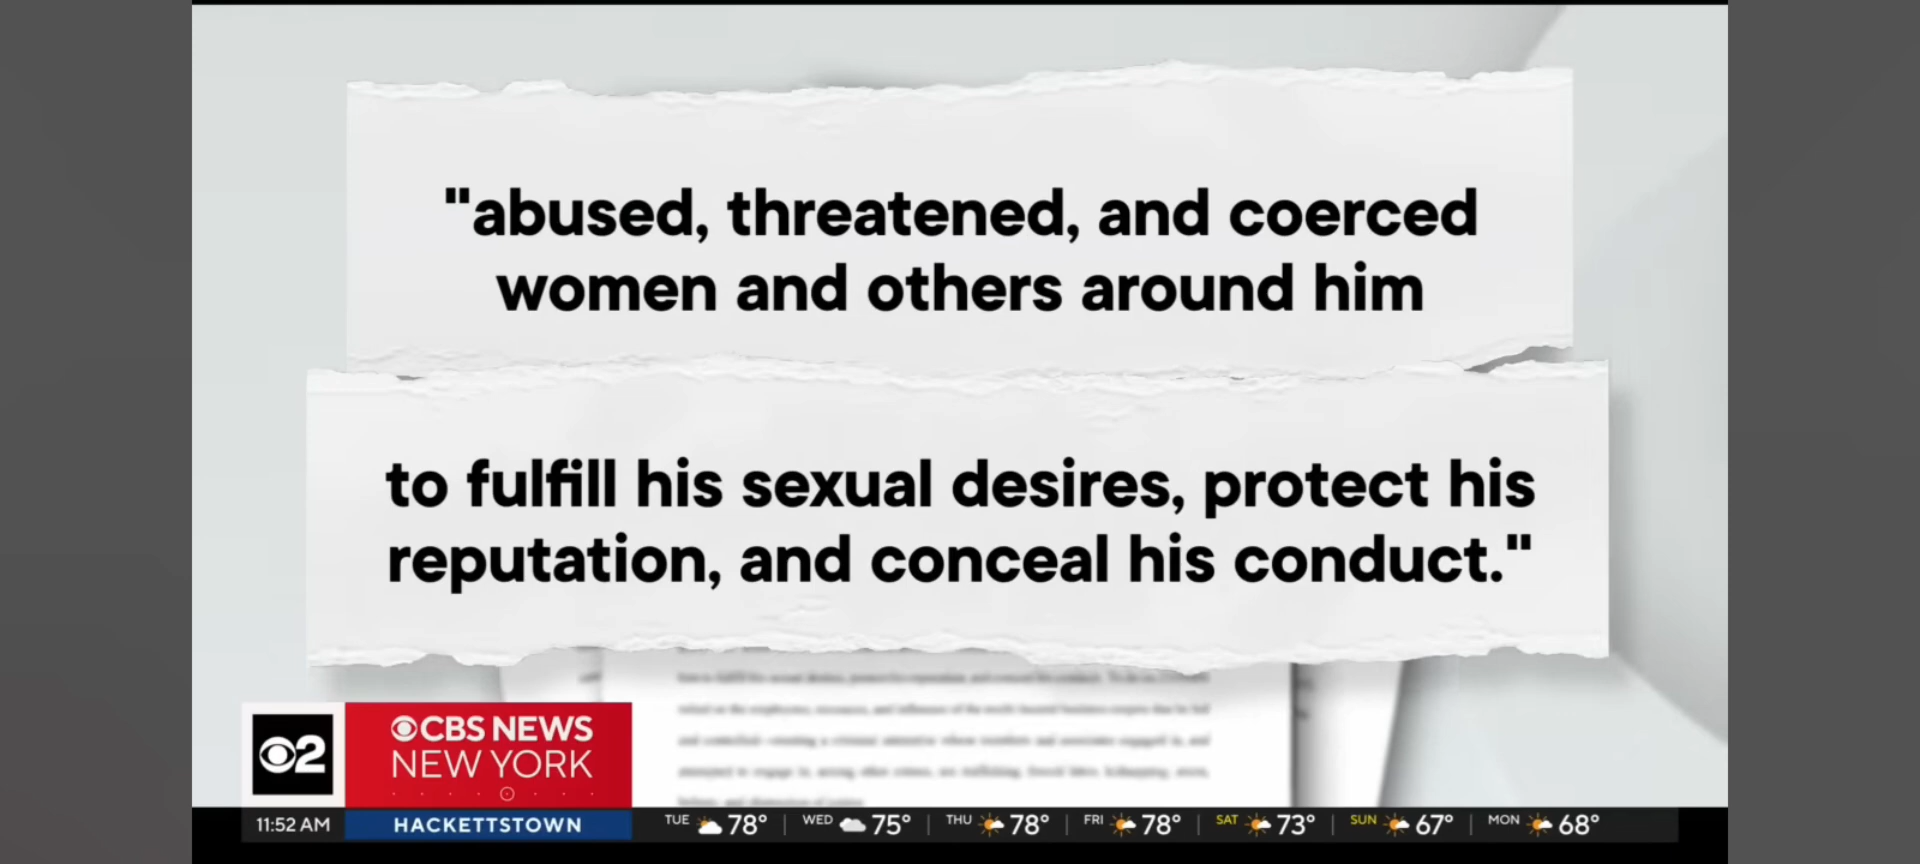 "abused, threatened, and coerced
women and others around him
to fulfill his sexual desires, protect his
reputation, and conceal his conduct."
2
CBS NEWS
NEW YORK
11:52 AM
HACKETTSTOWN
TUE 78° | WED 75° | THU 78° | FRI 78° | SAT 73° | SUN 67° | MON 68°